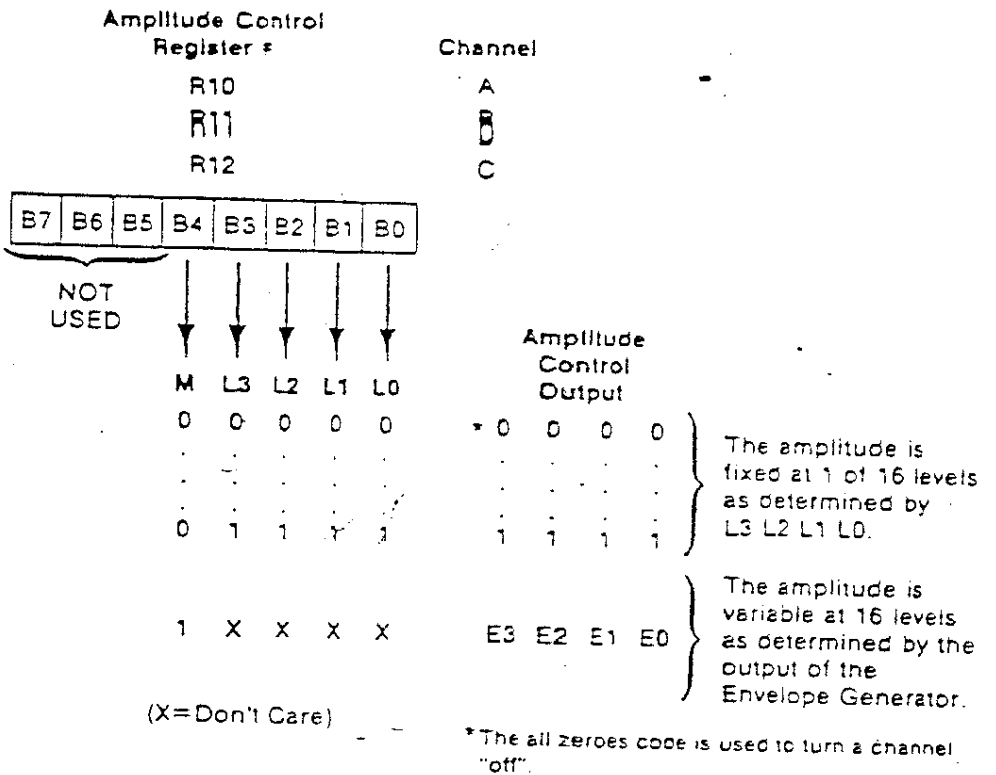 Amplitude Control
Register #
Channel
R10 A
R11 B
R12 C
B7 B6 B5 B4 B3 B2 B1 B0
NOT
USED
M L3 L2 L1 L0
Amplitude
Control
Output
0 0 0 0 0 * 0 0 0 0
. . . . . . . . .
. . . . . . . . .
. . . . . . . . .
0 1 1 1 1 1 1 1 1
The amplitude is
fixed at 1 of 16 levels
as determined by
L3 L2 L1 L0.
1 X X X X E3 E2 E1 E0
The amplitude is
variable at 16 levels
as determined by the
output of the
Envelope Generator.
(X=Don't Care)
* The all zeroes code is used to turn a channel
"off".